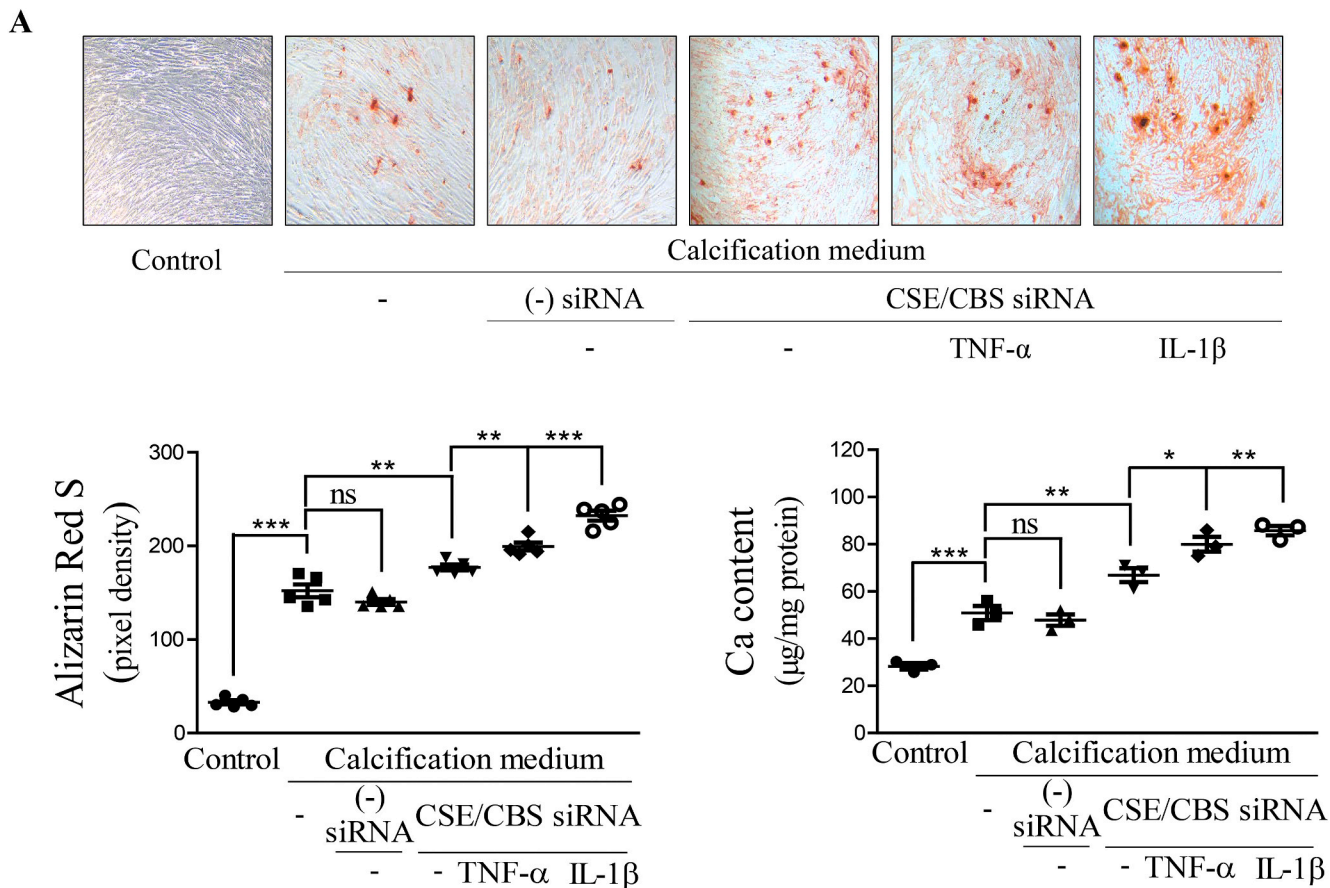 A
Control
Calcification medium
- (-) siRNA CSE/CBS siRNA
- - TNF-α IL-1β
Alizarin Red S
(pixel density)
300
200
100
0
***
ns
**
**
***
Control Calcification medium
- (-) siRNA CSE/CBS siRNA
- - TNF-α IL-1β
Ca content
(µg/mg protein)
120
100
80
60
40
20
0
***
ns
**
*
**
Control Calcification medium
- (-) siRNA CSE/CBS siRNA
- - TNF-α IL-1β